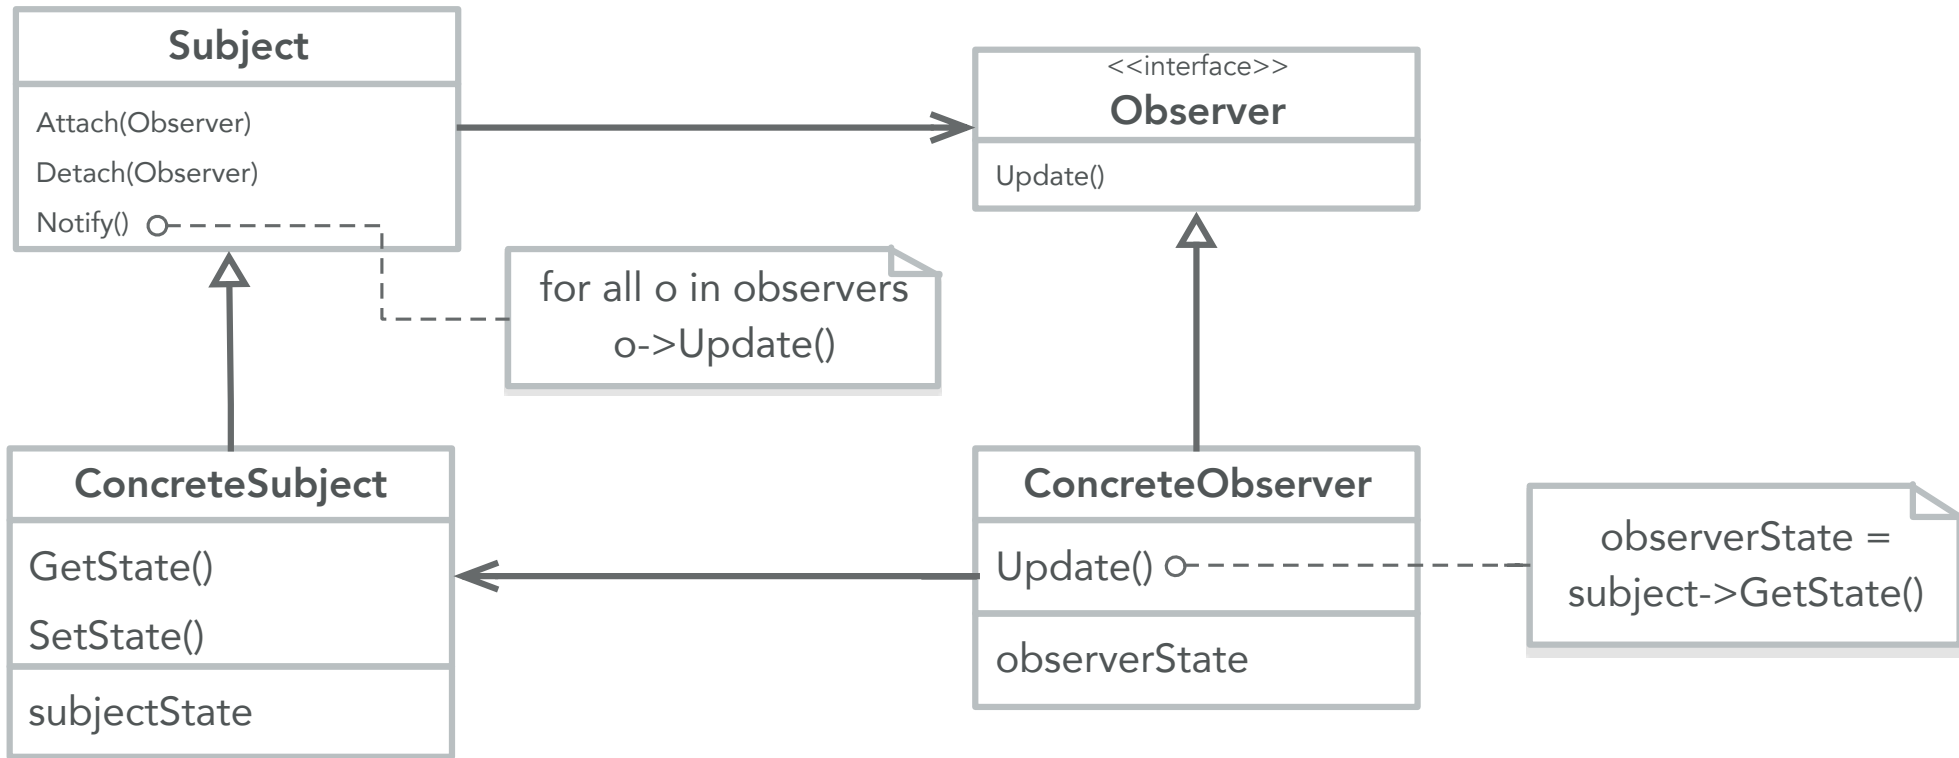 Subject
Attach(Observer)
Detach(Observer)
Notify()
<<interface>>
Observer
Update()
for all o in observers
o->Update()
ConcreteSubject
GetState()
SetState()
subjectState
ConcreteObserver
Update()
observerState
observerState =
subject->GetState()